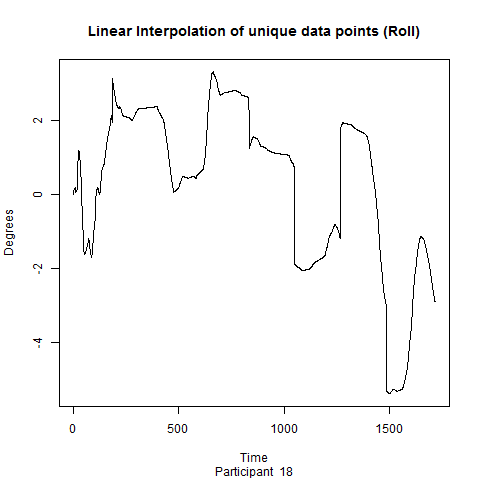 Linear Interpolation of unique data points (Roll)
2
0
-2
-4
Degrees
0 500 1000 1500
Time
Participant 18